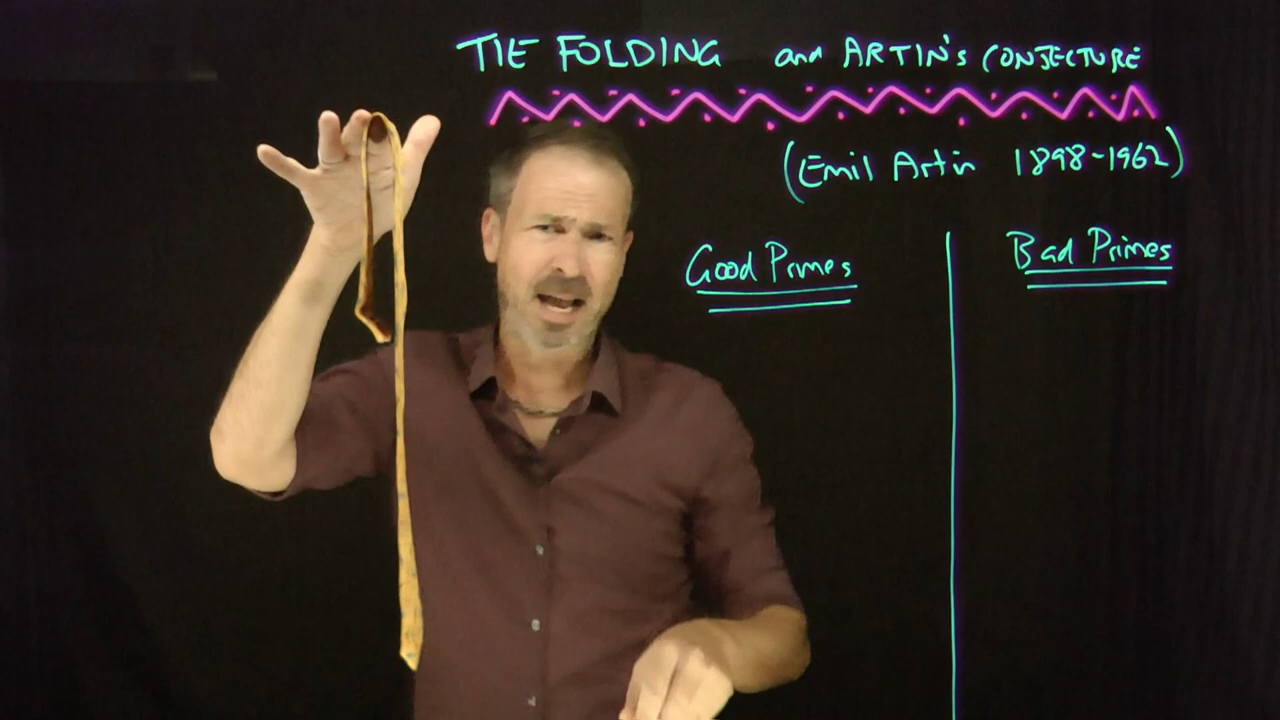 TIE FOLDING and ARTIN'S CONJECTURE
(Emil Artin 1898-1962)
Good Primes
Bad Primes